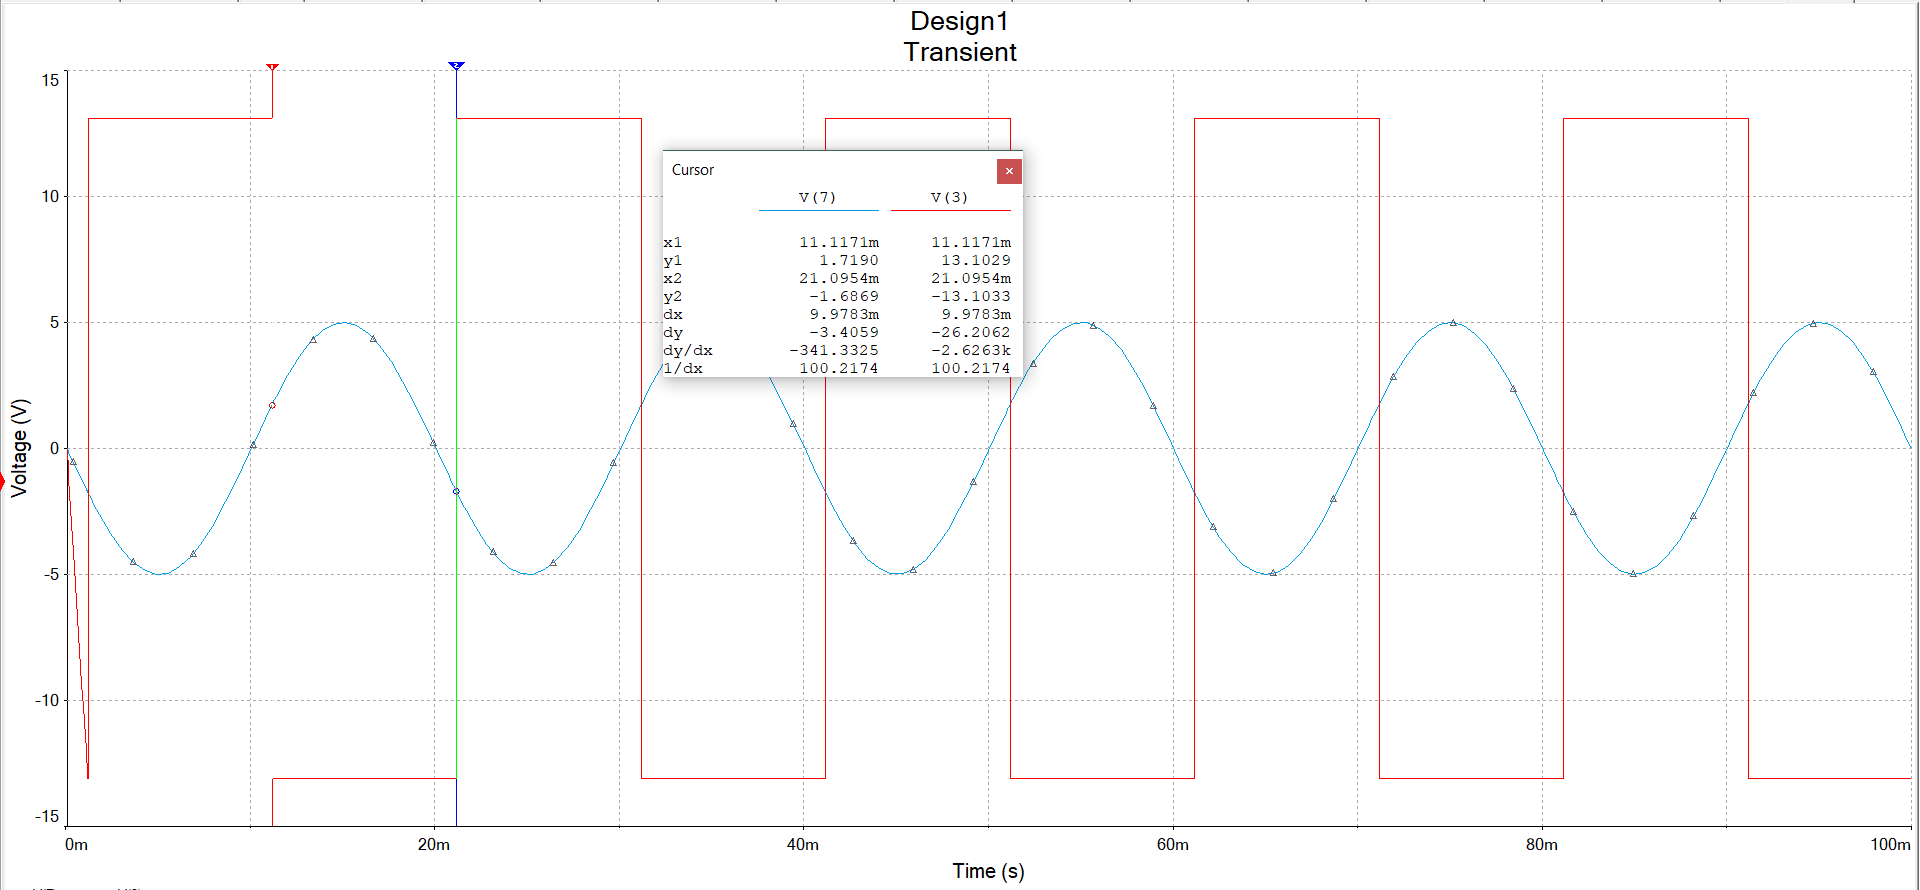 Design1
Transient
15
10
5
0
-5
-10
-15
Voltage (V)
1
2
Cursor
V(7) V(3)
x1 11.1171m 11.1171m
y1 1.7190 13.1029
x2 21.0954m 21.0954m
y2 -1.6869 -13.1033
dx 9.9783m 9.9783m
dy -3.4059 -26.2062
dy/dx -341.3325 -2.6263k
1/dx 100.2174 100.2174
0m 20m 40m 60m 80m 100m
Time (s)